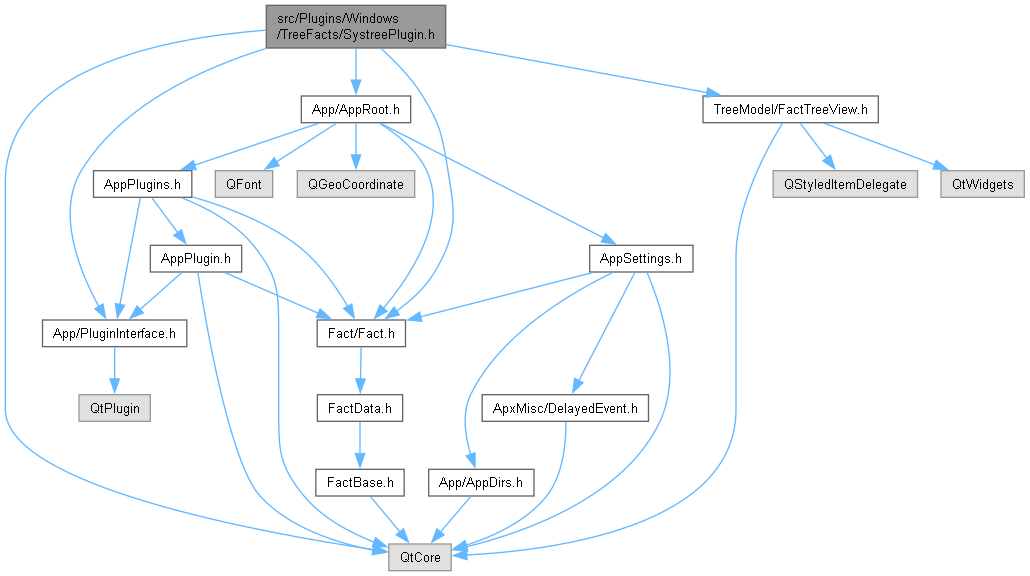 src/Plugins/Windows
/TreeFacts/SystreePlugin.h
App/AppRoot.h
TreeModel/FactTreeView.h
AppPlugins.h
QFont
QGeoCoordinate
QStyledItemDelegate
QtWidgets
AppPlugin.h
AppSettings.h
App/PluginInterface.h
Fact/Fact.h
QtPlugin
FactData.h
ApxMisc/DelayedEvent.h
FactBase.h
App/AppDirs.h
QtCore